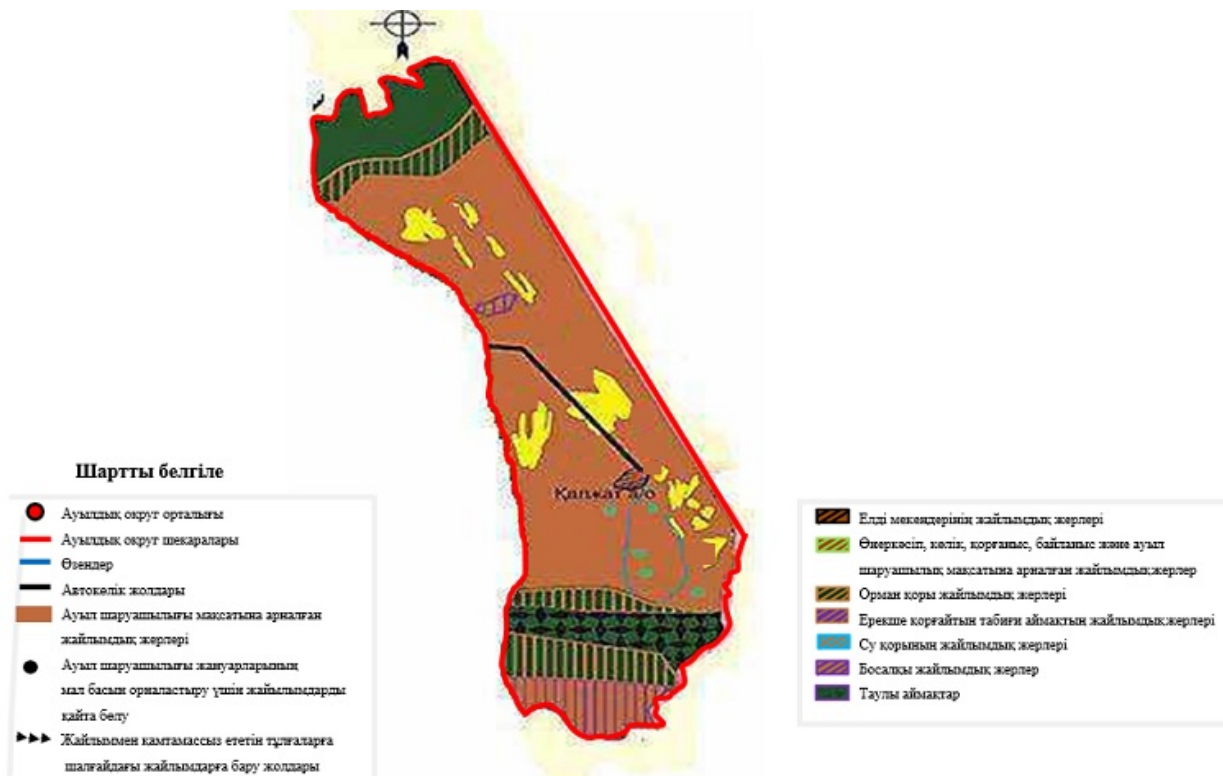 Қалжат а/о
Шартты белгіле
Ауылдық округ орталығы
Ауылдық округ шекаралары
Өзендер
Автокөлік жолдары
Ауыл шаруашылығы мақсатына арналған
жайлымдық жерлері
Ауыл шаруашылығы жануарларының
мал басын орналастыру үшін жайылымдарды
қайта бөлу
Жайлыммен қамтамассыз ететін тұлғаларға
шалғайдағы жайлымдарға бару жолдары
Елді мекендерінің жайлымдық жерлері
Өнеркәсіп, көлік, қорғаныс, байланыс және ауыл
шаруашылық мақсатына арналған жайлымдық жерлер
Орман қоры жайлымдық жерлері
Ерекше қорғайтын табиғи аймақтың жайлымдық жерлері
Су қорының жайлымдық жерлері
Босалқы жайлымдық жерлер
Таулы аймақтар